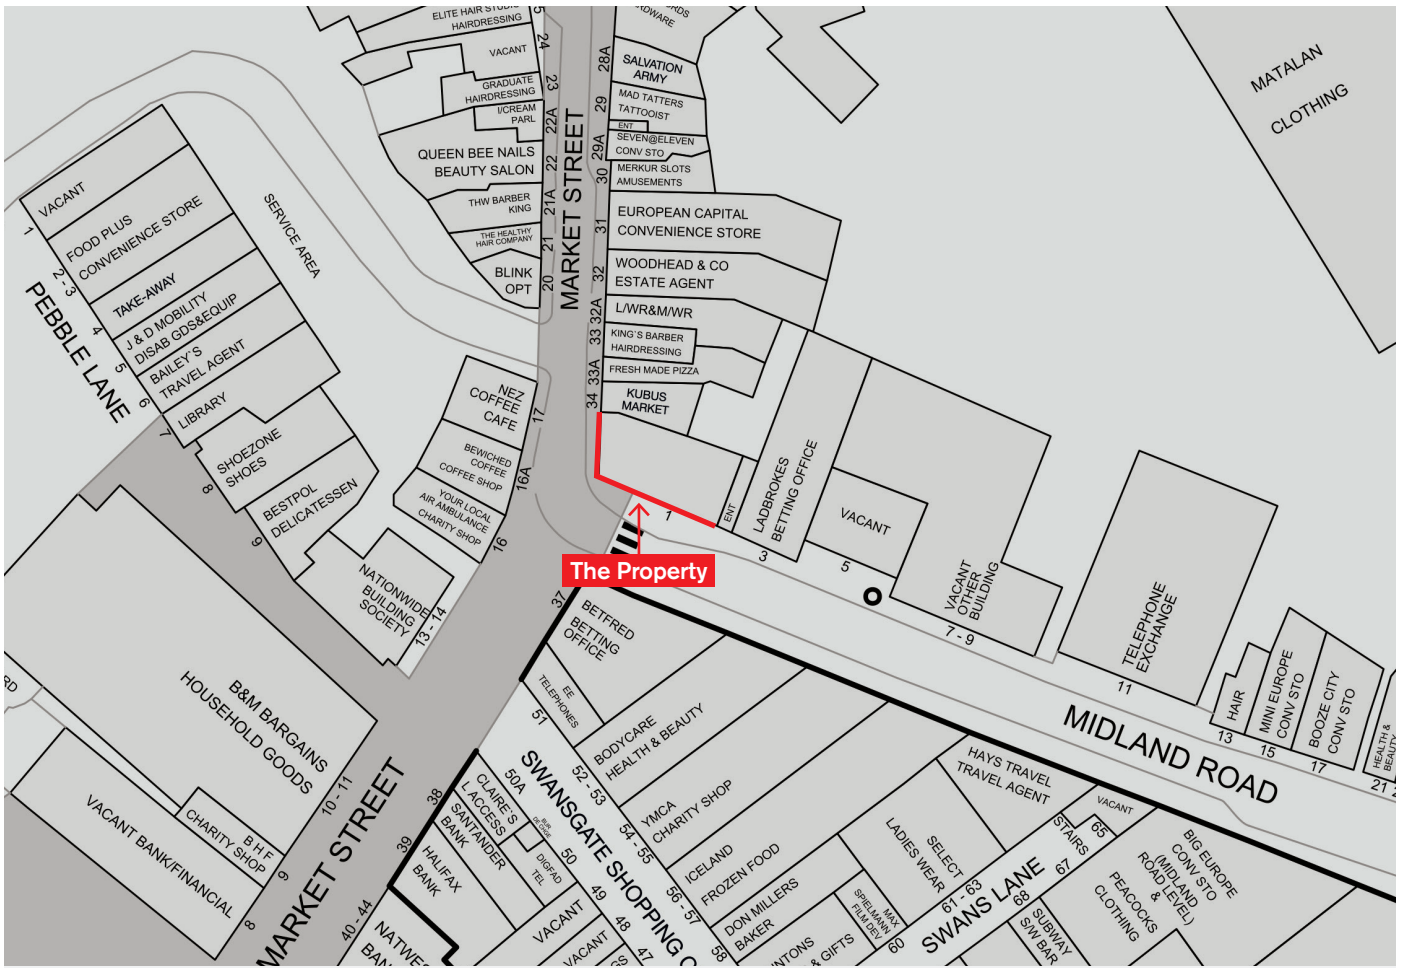 ELITE HAIR STUDIO
HAIRDRESSING
25
24
VACANT
23
GRADUATE
HAIRDRESSING
22A
I/CREAM
PARL
22
QUEEN BEE NAILS
BEAUTY SALON
21A
THW BARBER
KING
21
THE HEALTHY
HAIR COMPANY
20
BLINK
OPT
MARKET STREET
HARDWARE
28A
SALVATION
ARMY
29
MAD TATTERS
TATTOOIST
ENT
29A
SEVEN@ELEVEN
CONV STO
30
MERKUR SLOTS
AMUSEMENTS
31
EUROPEAN CAPITAL
CONVENIENCE STORE
32
WOODHEAD & CO
ESTATE AGENT
32A
L/WR&M/WR
33
KING`S BARBER
HAIRDRESSING
33A
FRESH MADE PIZZA
34
KUBUS
MARKET
MATALAN
CLOTHING
SERVICE AREA
PEBBLE LANE
1
VACANT
2 - 3
FOOD PLUS
CONVENIENCE STORE
4
TAKE-AWAY
5
J & D MOBILITY
DISAB GDS&EQUIP
6
BAILEY`S
TRAVEL AGENT
7
LIBRARY
8
SHOEZONE
SHOES
9
BESTPOL
DELICATESSEN
17
NEZ
COFFEE
CAFE
16A
BEWICHED
COFFEE
COFFEE SHOP
16
YOUR LOCAL
AIR AMBULANCE
CHARITY SHOP
13 - 14
NATIONWIDE
BUILDING
SOCIETY
10 - 11
B&M BARGAINS
HOUSEHOLD GOODS
RD
9
B H F
CHARITY SHOP
8
VACANT BANK/FINANCIAL
MARKET STREET
1
The Property
ENT
3
LADBROKES
BETTING OFFICE
5
VACANT
7 - 9
VACANT
OTHER
BUILDING
11
TELEPHONE
EXCHANGE
13
HAIR
15
MINI EUROPE
CONV STO
17
BOOZE CITY
CONV STO
21
HEALTH &
BEAUTY
MIDLAND ROAD
37
BETFRED
BETTING
OFFICE
51
EE
TELEPHONES
52 - 53
BODYCARE
HEALTH & BEAUTY
54 - 55
YMCA
CHARITY SHOP
56 - 57
ICELAND
FROZEN FOOD
58
DON MILLERS
BAKER
SWANSGATE SHOPPING C
38
50A
CLAIRE'S
L ACCESS
SANTANDER
BANK
39
HALIFAX
BANK
40 - 44
NATWES
BAN
50
DIGFAD
TEL
49
VACANT
48
VACANT
47
GS
NTONS
& GIFTS
60
MAX
SPIELMANN
FILM DEV
61 - 63
SELECT
LADIES WEAR
HAYS TRAVEL
TRAVEL AGENT
SWANS LANE
STAIRS
65
VACANT
67
68
SUBWAY
S/W BAR
PEACOCKS
CLOTHING
BIG EUROPE
CONV STO
(MIDLAND
ROAD LEVEL)
&